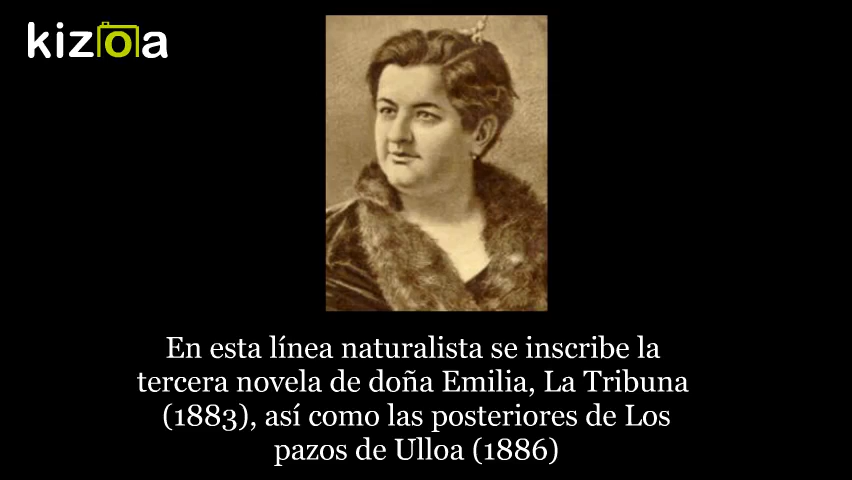 kizoa
En esta línea naturalista se inscribe la
tercera novela de doña Emilia, La Tribuna
(1883), así como las posteriores de Los
pazos de Ulloa (1886)